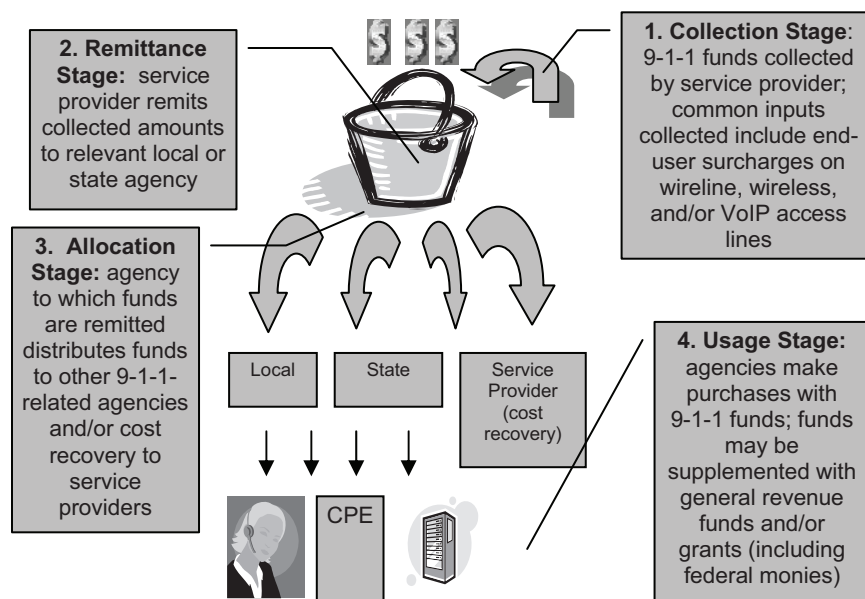 2. Remittance
Stage: service
provider remits
collected amounts
to relevant local or
state agency
$ $ $
1. Collection Stage:
9-1-1 funds collected
by service provider;
common inputs
collected include end-
user surcharges on
wireline, wireless,
and/or VoIP access
lines
3. Allocation
Stage: agency
to which funds
are remitted
distributes funds
to other 9-1-1-
related agencies
and/or cost
recovery to
service
providers
Local
State
Service
Provider
(cost
recovery)
4. Usage Stage:
agencies make
purchases with
9-1-1 funds; funds
may be
supplemented with
general revenue
funds and/or
grants (including
federal monies)
CPE